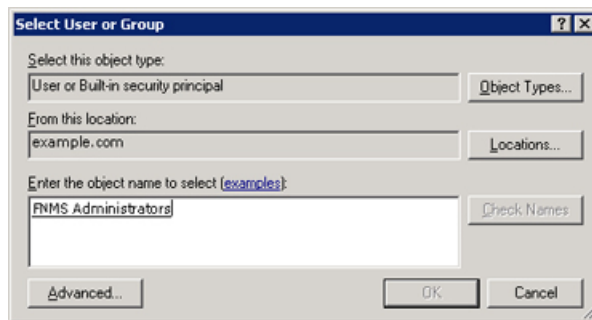 Select User or Group
Select this object type:
User or Built-in security principal
Object Types...
From this location:
example.com
Locations...
Enter the object name to select (examples):
FNMS Administrators
Check Names
Advanced...
OK
Cancel